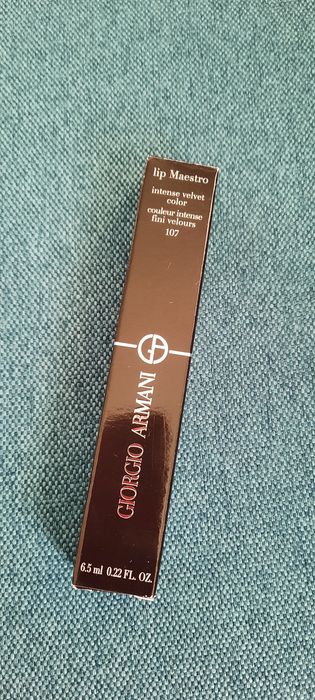 lip Maestro
intense velvet
color
couleur intense
fini velours
107
GIORGIO ARMANI
6.5 ml 0.22 FL. OZ.